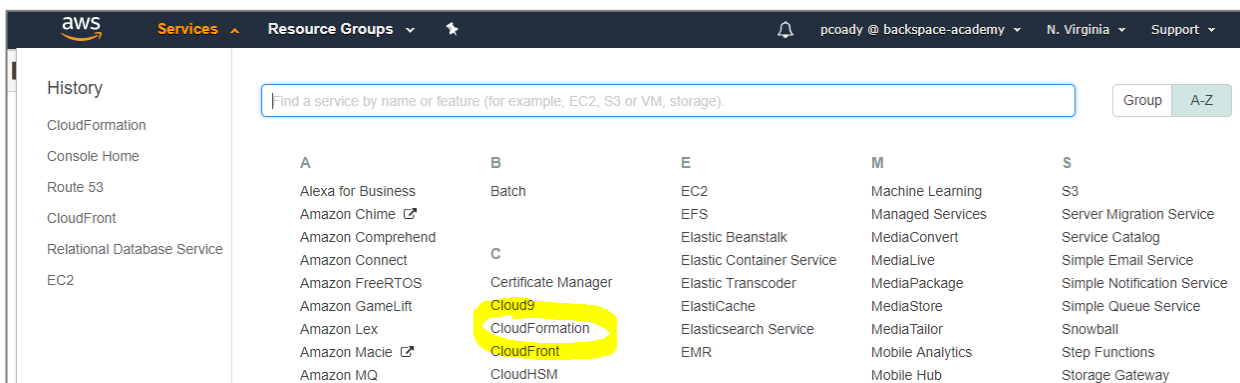 aws Services Resource Groups pcoady @ backspace-academy N. Virginia Support
History
CloudFormation
Console Home
Route 53
CloudFront
Relational Database Service
EC2
Find a service by name or feature (for example, EC2, S3 or VM, storage).
Group A-Z
A
Alexa for Business
Amazon Chime
Amazon Comprehend
Amazon Connect
Amazon FreeRTOS
Amazon GameLift
Amazon Lex
Amazon Macie
Amazon MQ
B
Batch
C
Certificate Manager
Cloud9
CloudFormation
CloudFront
CloudHSM
E
EC2
EFS
Elastic Beanstalk
Elastic Container Service
Elastic Transcoder
ElastiCache
Elasticsearch Service
EMR
M
Machine Learning
Managed Services
MediaConvert
MediaLive
MediaPackage
MediaStore
MediaTailor
Mobile Analytics
Mobile Hub
S
S3
Server Migration Service
Service Catalog
Simple Email Service
Simple Notification Service
Simple Queue Service
Snowball
Step Functions
Storage Gateway